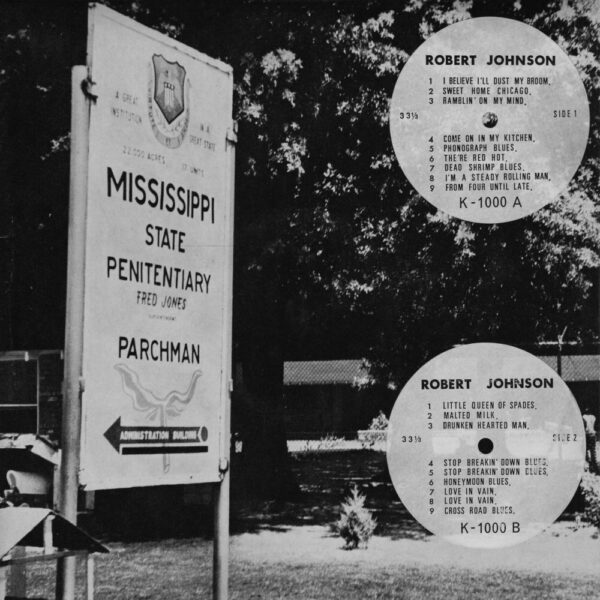 A GREAT
INSTITUTION
IN A
GREAT STATE
22,000 ACRES 17 UNITS
MISSISSIPPI
STATE
PENITENTIARY
FRED JONES
SUPERINTENDENT
PARCHMAN
ADMINISTRATION BUILDING
ROBERT JOHNSON
1 I BELIEVE I'LL DUST MY BROOM.
2 SWEET HOME CHICAGO.
3 RAMBLIN' ON MY MIND.
33⅓ SIDE 1
4 COME ON IN MY KITCHEN.
5 PHONOGRAPH BLUES.
6 THE'RE RED HOT.
7 DEAD SHRIMP BLUES.
8 I'M A STEADY ROLLING MAN.
9 FROM FOUR UNTIL LATE.
K-1000 A
ROBERT JOHNSON
1 LITTLE QUEEN OF SPADES.
2 MALTED MILK.
3 DRUNKEN HEARTED MAN.
33⅓ SIDE 2
4 STOP BREAKIN' DOWN BLUES.
5 STOP BREAKIN' DOWN BLUES.
6 HONEYMOON BLUES.
7 LOVE IN VAIN.
8 LOVE IN VAIN.
9 CROSS ROAD BLUES.
K-1000 B